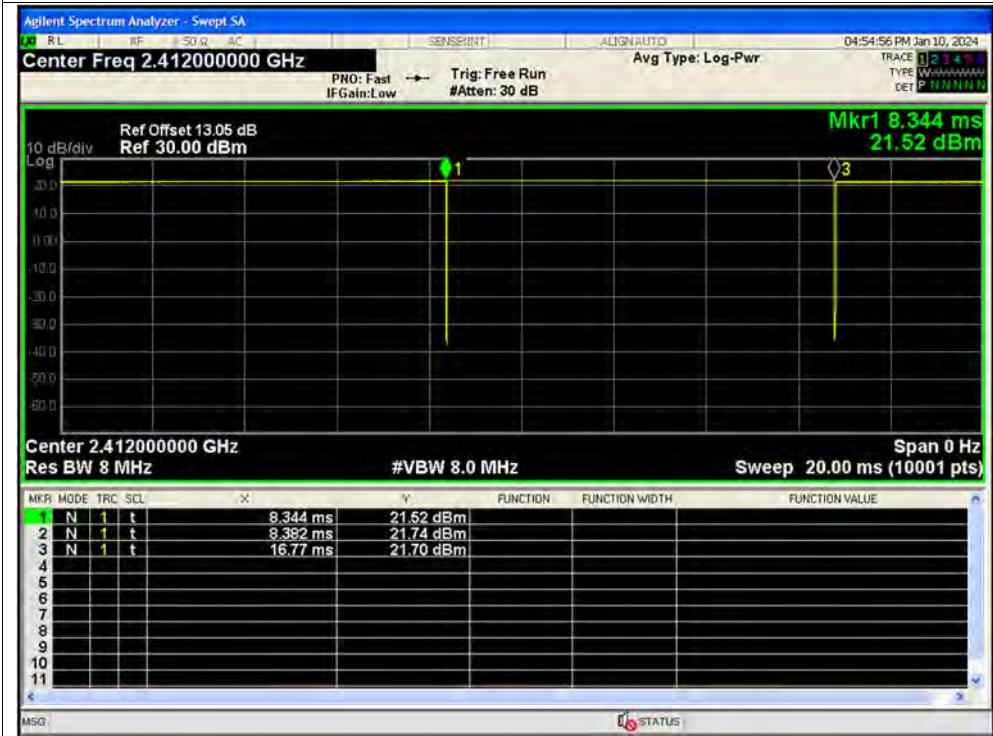 Agilent Spectrum Analyzer - Swept SA
RL RF 50 Ω AC SENSE:INT ALIGN AUTO 04:54:56 PM Jan 10, 2024
Center Freq 2.412000000 GHz Avg Type: Log-Pwr TRACE 1 2 3 4 5 6
PNO: Fast Trig: Free Run TYPE W
IFGain:Low #Atten: 30 dB DET P N N N N N
Mkr1 8.344 ms
Ref Offset 13.05 dB
10 dB/div Ref 30.00 dBm 21.52 dBm
Log
1
3
20.0
10.0
0.00
-10.0
-20.0
-30.0
-40.0
-50.0
-60.0
Center 2.412000000 GHz Span 0 Hz
Res BW 8 MHz #VBW 8.0 MHz Sweep 20.00 ms (10001 pts)
MKR MODE TRC SCL X Y FUNCTION FUNCTION WIDTH FUNCTION VALUE
1 N 1 t 8.344 ms 21.52 dBm
2 N 1 t 8.382 ms 21.74 dBm
3 N 1 t 16.77 ms 21.70 dBm
4
5
6
7
8
9
10
11
MSG STATUS